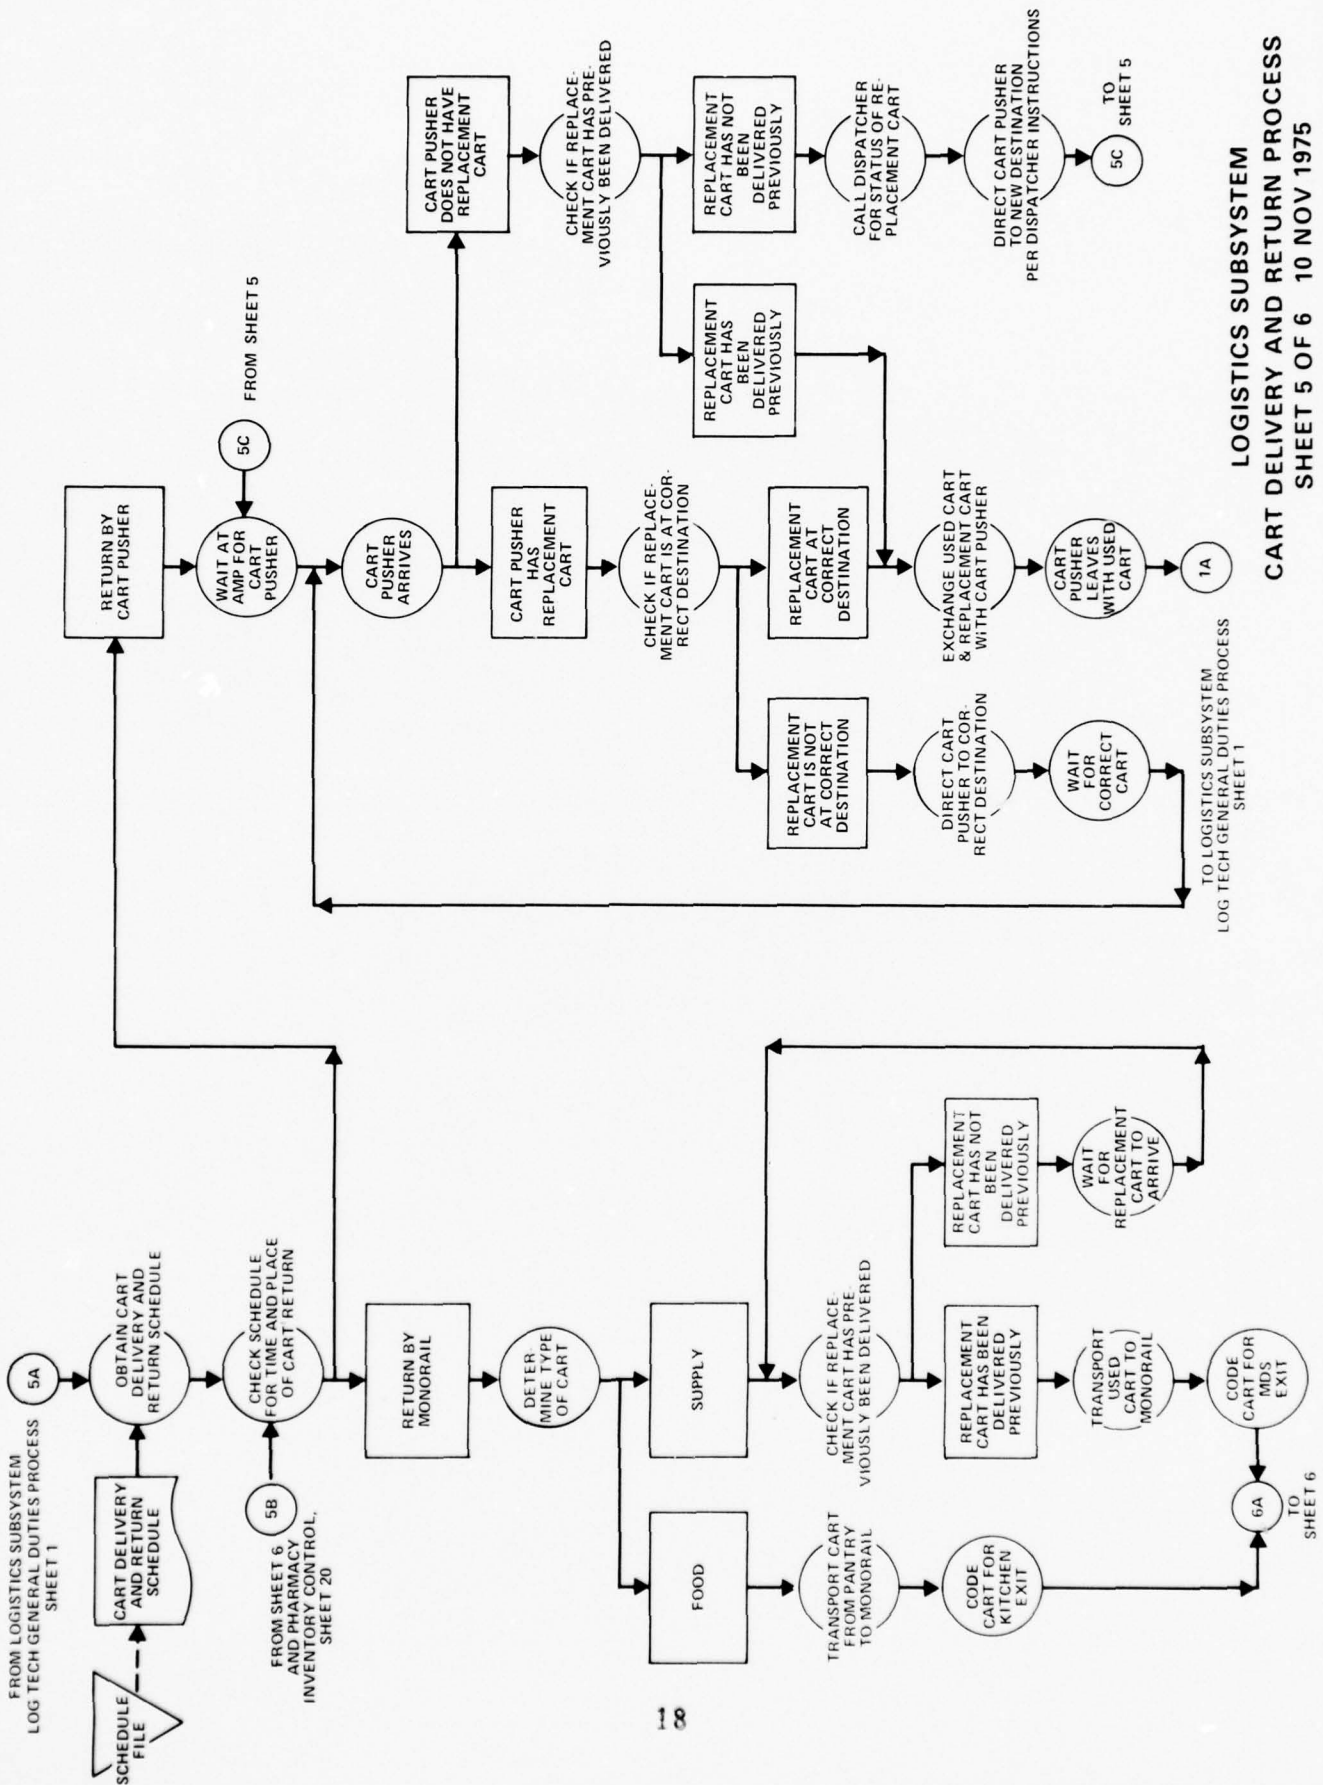 FROM LOGISTICS SUBSYSTEM
LOG TECH GENERAL DUTIES PROCESS
SHEET 1
5A
SCHEDULE
FILE
CART DELIVERY
AND RETURN
SCHEDULE
OBTAIN CART
DELIVERY AND
RETURN SCHEDULE
FROM SHEET 6
AND PHARMACY
INVENTORY CONTROL,
SHEET 20
5B
CHECK SCHEDULE
FOR TIME AND PLACE
OF CART RETURN
RETURN BY
MONORAIL
DETER-
MINE TYPE
OF CART
FOOD
TRANSPORT CART
FROM PANTRY
TO MONORAIL
CODE
CART FOR
KITCHEN
EXIT
SUPPLY
CHECK IF REPLACE-
MENT CART HAS PRE-
VIOUSLY BEEN DELIVERED
REPLACEMENT
CART HAS BEEN
DELIVERED
PREVIOUSLY
TRANSPORT
USED
CART TO
MONORAIL
CODE
CART FOR
MDS
EXIT
6A
TO
SHEET 6
REPLACEMENT
CART HAS NOT
BEEN
DELIVERED
PREVIOUSLY
WAIT
FOR
REPLACEMENT
CART TO
ARRIVE
RETURN BY
CART PUSHER
WAIT AT
AMP FOR
CART
PUSHER
5C
FROM SHEET 5
CART
PUSHER
ARRIVES
CART PUSHER
HAS
REPLACEMENT
CART
CHECK IF REPLACE-
MENT CART IS AT COR-
RECT DESTINATION
REPLACEMENT
CART IS NOT
AT CORRECT
DESTINATION
DIRECT CART
PUSHER TO COR-
RECT DESTINATION
WAIT
FOR
CORRECT
CART
REPLACEMENT
CART AT
CORRECT
DESTINATION
EXCHANGE USED CART
& REPLACEMENT CART
WITH CART PUSHER
CART
PUSHER
LEAVES
WITH USED
CART
1A
TO LOGISTICS SUBSYSTEM
LOG TECH GENERAL DUTIES PROCESS
SHEET 1
CART PUSHER
DOES NOT HAVE
REPLACEMENT
CART
CHECK IF REPLACE-
MENT CART HAS PRE-
VIOUSLY BEEN DELIVERED
REPLACEMENT
CART HAS
BEEN
DELIVERED
PREVIOUSLY
REPLACEMENT
CART HAS NOT
BEEN
DELIVERED
PREVIOUSLY
CALL DISPATCHER
FOR STATUS OF RE-
PLACEMENT CART
DIRECT CART PUSHER
TO NEW DESTINATION
PER DISPATCHER INSTRUCTIONS
5C
TO
SHEET 5
LOGISTICS SUBSYSTEM
CART DELIVERY AND RETURN PROCESS
SHEET 5 OF 6 10 NOV 1975
18